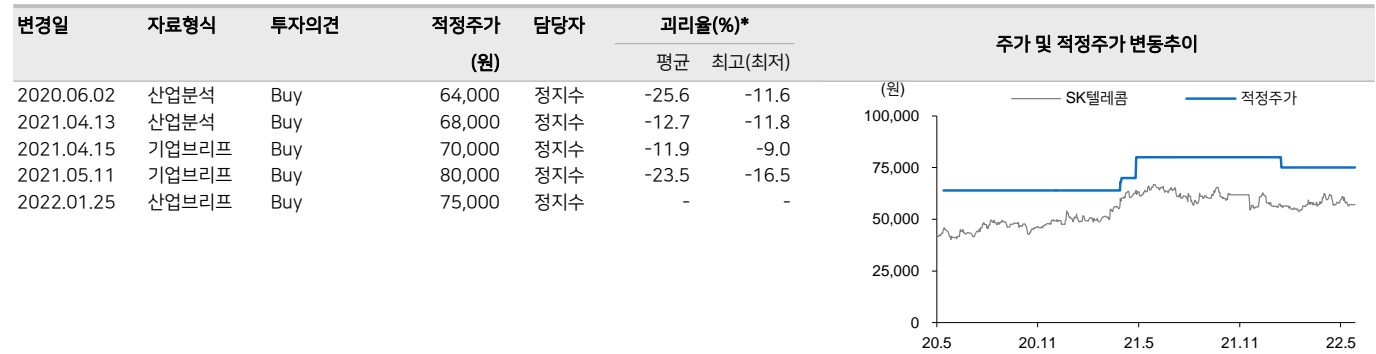 변경일 자료형식 투자의견 적정주가 담당자 괴리율(%)* 주가 및 적정주가 변동추이
(원) 평균 최고(최저)
2020.06.02 산업분석 Buy 64,000 정지수 -25.6 -11.6
2021.04.13 산업분석 Buy 68,000 정지수 -12.7 -11.8
2021.04.15 기업브리프 Buy 70,000 정지수 -11.9 -9.0
2021.05.11 기업브리프 Buy 80,000 정지수 -23.5 -16.5
2022.01.25 산업브리프 Buy 75,000 정지수 - -
(원) SK텔레콤 적정주가
100,000
75,000
50,000
25,000
0
20.5 20.11 21.5 21.11 22.5